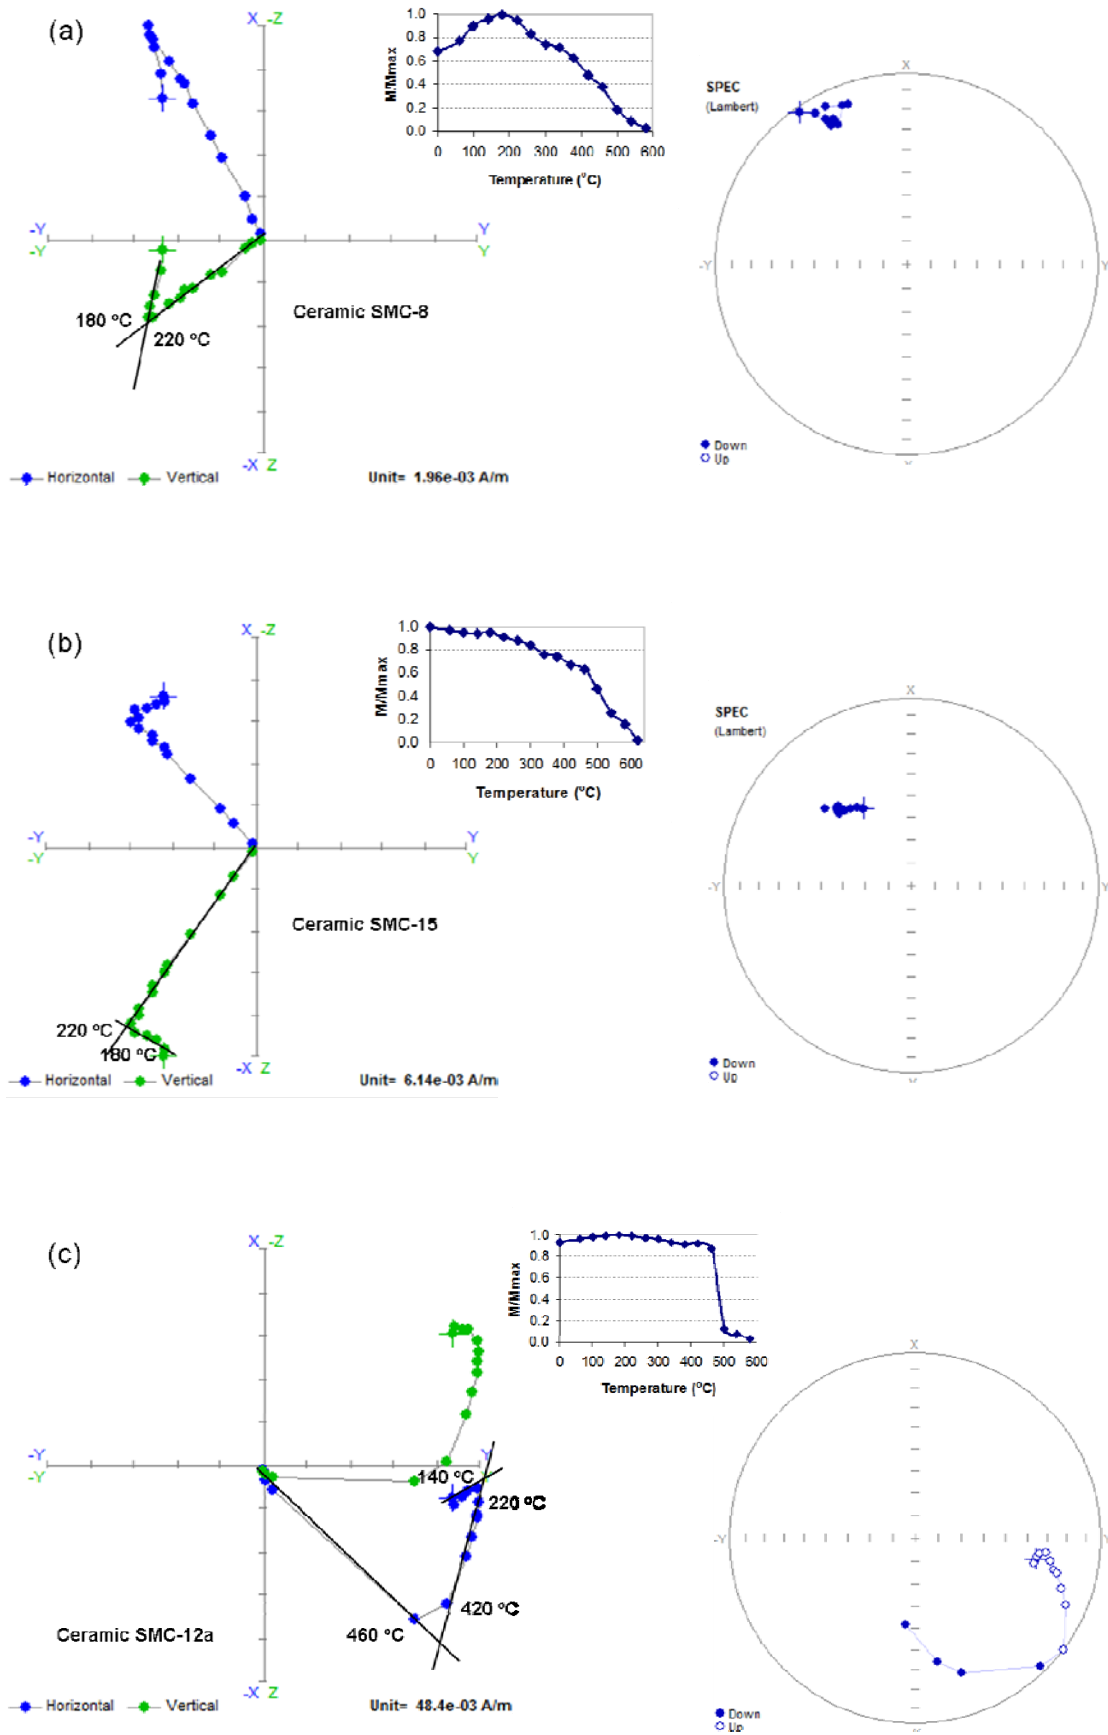 (a)
X -Z
-Y Y
-Y Y
180 °C
220 °C
Ceramic SMC-8
-X Z
Horizontal Vertical Unit= 1.96e-03 A/m
M/Mmax
1.0
0.8
0.6
0.4
0.2
0.0
0 100 200 300 400 500 600
Temperature (°C)
SPEC
(Lambert)
X
-Y Y
Down
Up
(b)
X -Z
-Y Y
-Y Y
Ceramic SMC-15
220 °C
180 °C
-X Z
Horizontal Vertical Unit= 6.14e-03 A/m
M/Mmax
1.0
0.8
0.6
0.4
0.2
0.0
0 100 200 300 400 500 600
Temperature (°C)
SPEC
(Lambert)
X
-Y Y
Down
Up
(c)
X -Z
-Y Y
-Y
140 °C
220 °C
420 °C
460 °C
Ceramic SMC-12a
-X Z
Horizontal Vertical Unit= 48.4e-03 A/m
M/Mmax
1.0
0.8
0.6
0.4
0.2
0.0
0 100 200 300 400 500 600
Temperature (°C)
X
-Y Y
Down
Up